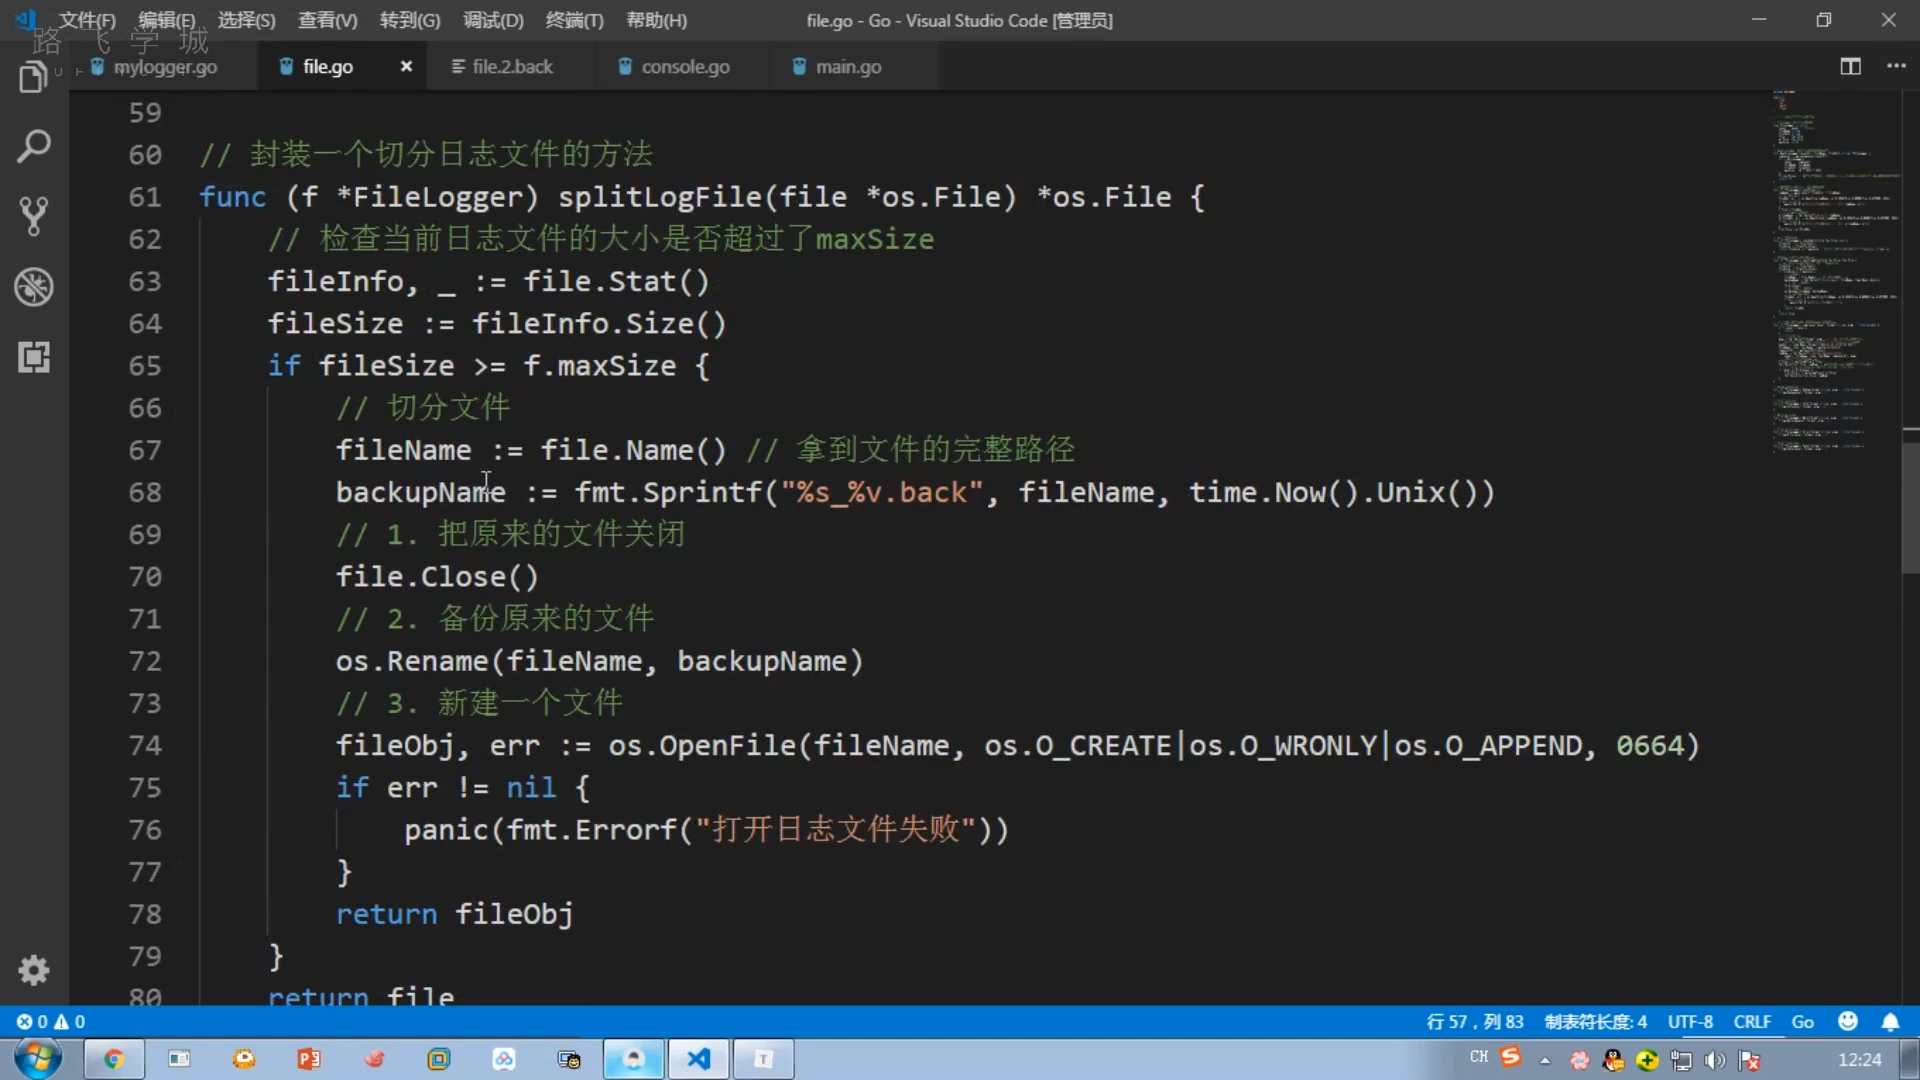 文件(F) 编辑(E) 选择(S) 查看(V) 转到(G) 调试(D) 终端(T) 帮助(H) file.go - Go - Visual Studio Code [管理员]
路飞学城
mylogger.go file.go × file.2.back console.go main.go
59
60 // 封装一个切分日志文件的方法
61 func (f *FileLogger) splitLogFile(file *os.File) *os.File {
62 // 检查当前日志文件的大小是否超过了maxSize
63 fileInfo, _ := file.Stat()
64 fileSize := fileInfo.Size()
65 if fileSize >= f.maxSize {
66 // 切分文件
67 fileName := file.Name() // 拿到文件的完整路径
68 backupName := fmt.Sprintf("%s_%v.back", fileName, time.Now().Unix())
69 // 1. 把原来的文件关闭
70 file.Close()
71 // 2. 备份原来的文件
72 os.Rename(fileName, backupName)
73 // 3. 新建一个文件
74 fileObj, err := os.OpenFile(fileName, os.O_CREATE|os.O_WRONLY|os.O_APPEND, 0664)
75 if err != nil {
76 panic(fmt.Errorf("打开日志文件失败"))
77 }
78 return fileObj
79 }
80 return file
0 0 行 57，列 83 制表符长度: 4 UTF-8 CRLF Go
CH 12:24